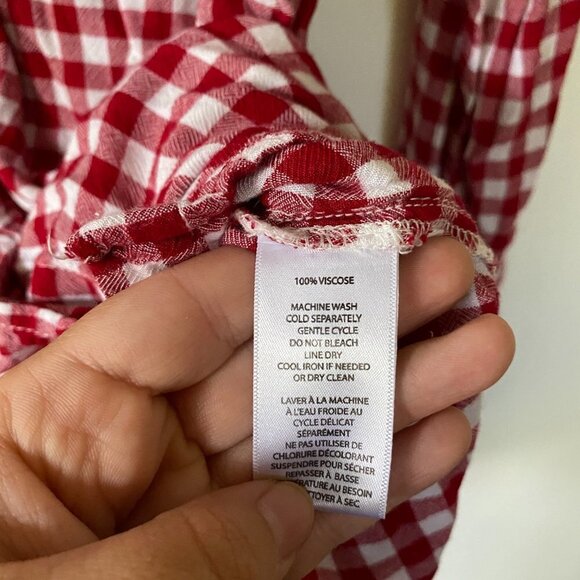 100% VISCOSE
MACHINE WASH
COLD SEPARATELY
GENTLE CYCLE
DO NOT BLEACH
LINE DRY
COOL IRON IF NEEDED
OR DRY CLEAN
LAVER À LA MACHINE
À L'EAU FROIDE AU
CYCLE DÉLICAT
SÉPARÉMENT
NE PAS UTILISER DE
CHLORURE DÉCOLORANT
SUSPENDRE POUR SÉCHER
REPASSER À BASSE
TEMPÉRATURE AU BESOIN
À SEC